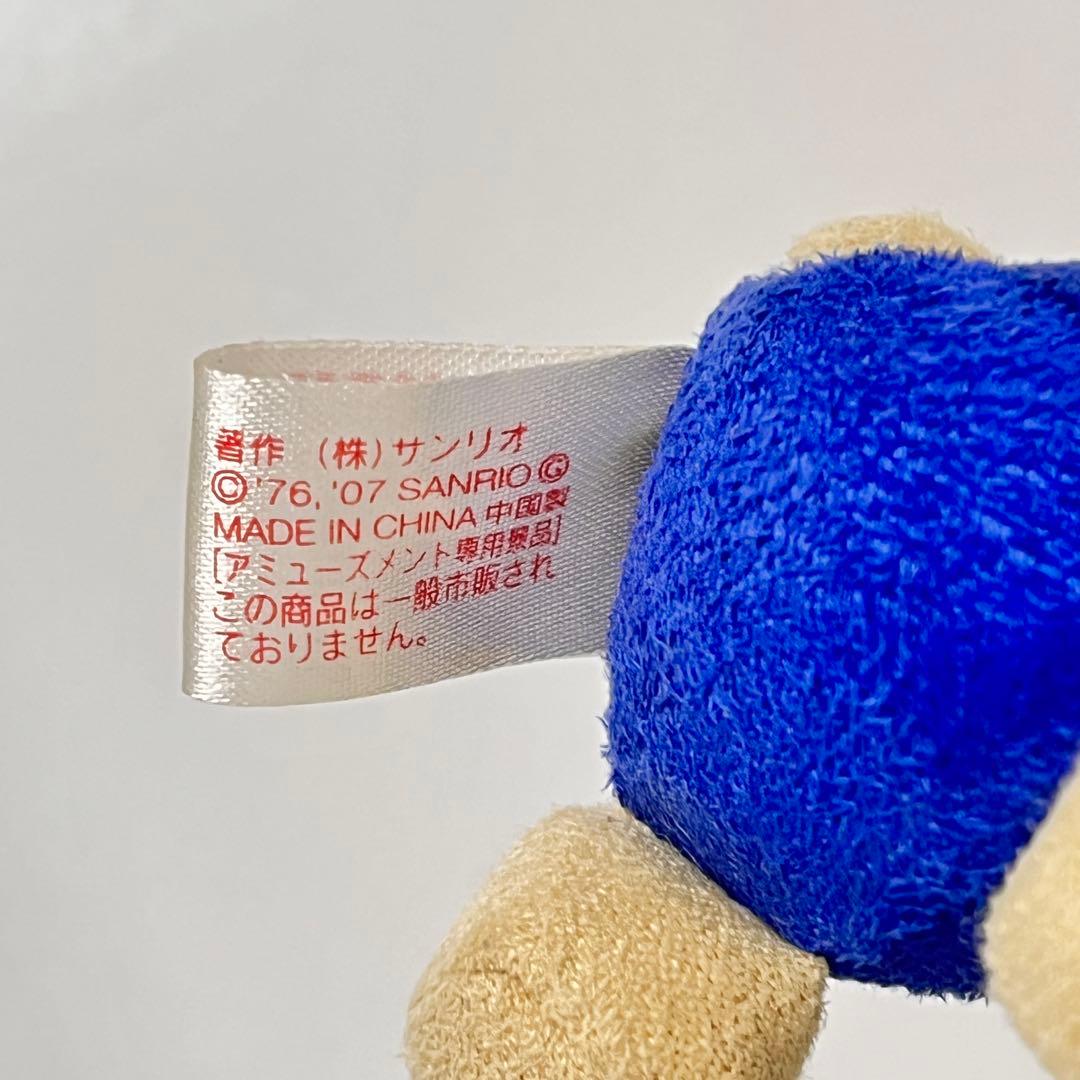 著作 (株)サンリオ
© '76, '07 SANRIO Ⓖ
MADE IN CHINA 中国製
[アミューズメント専用景品]
この商品は一般市販され
ておりません。